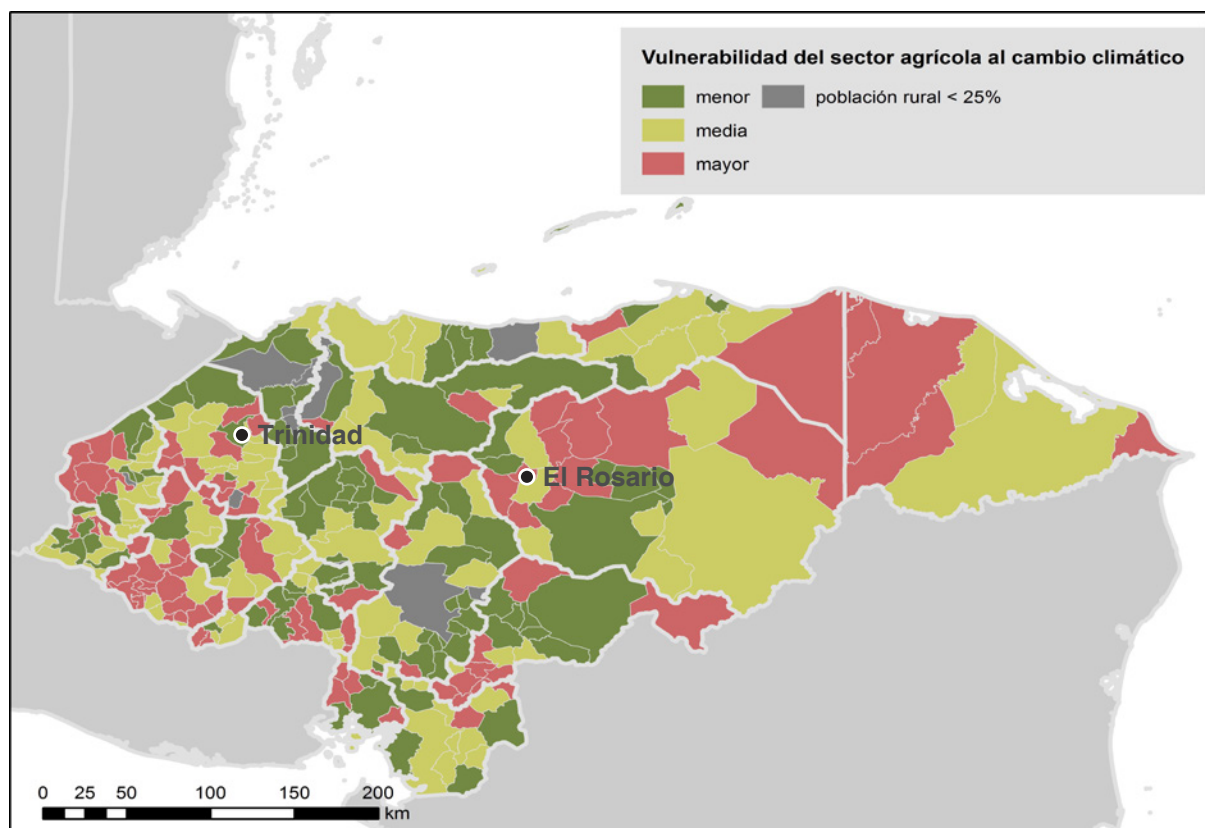 Vulnerabilidad del sector agrícola al cambio climático
menor población rural < 25%
media
mayor
Trinidad
El Rosario
0 25 50 100 150 200
km